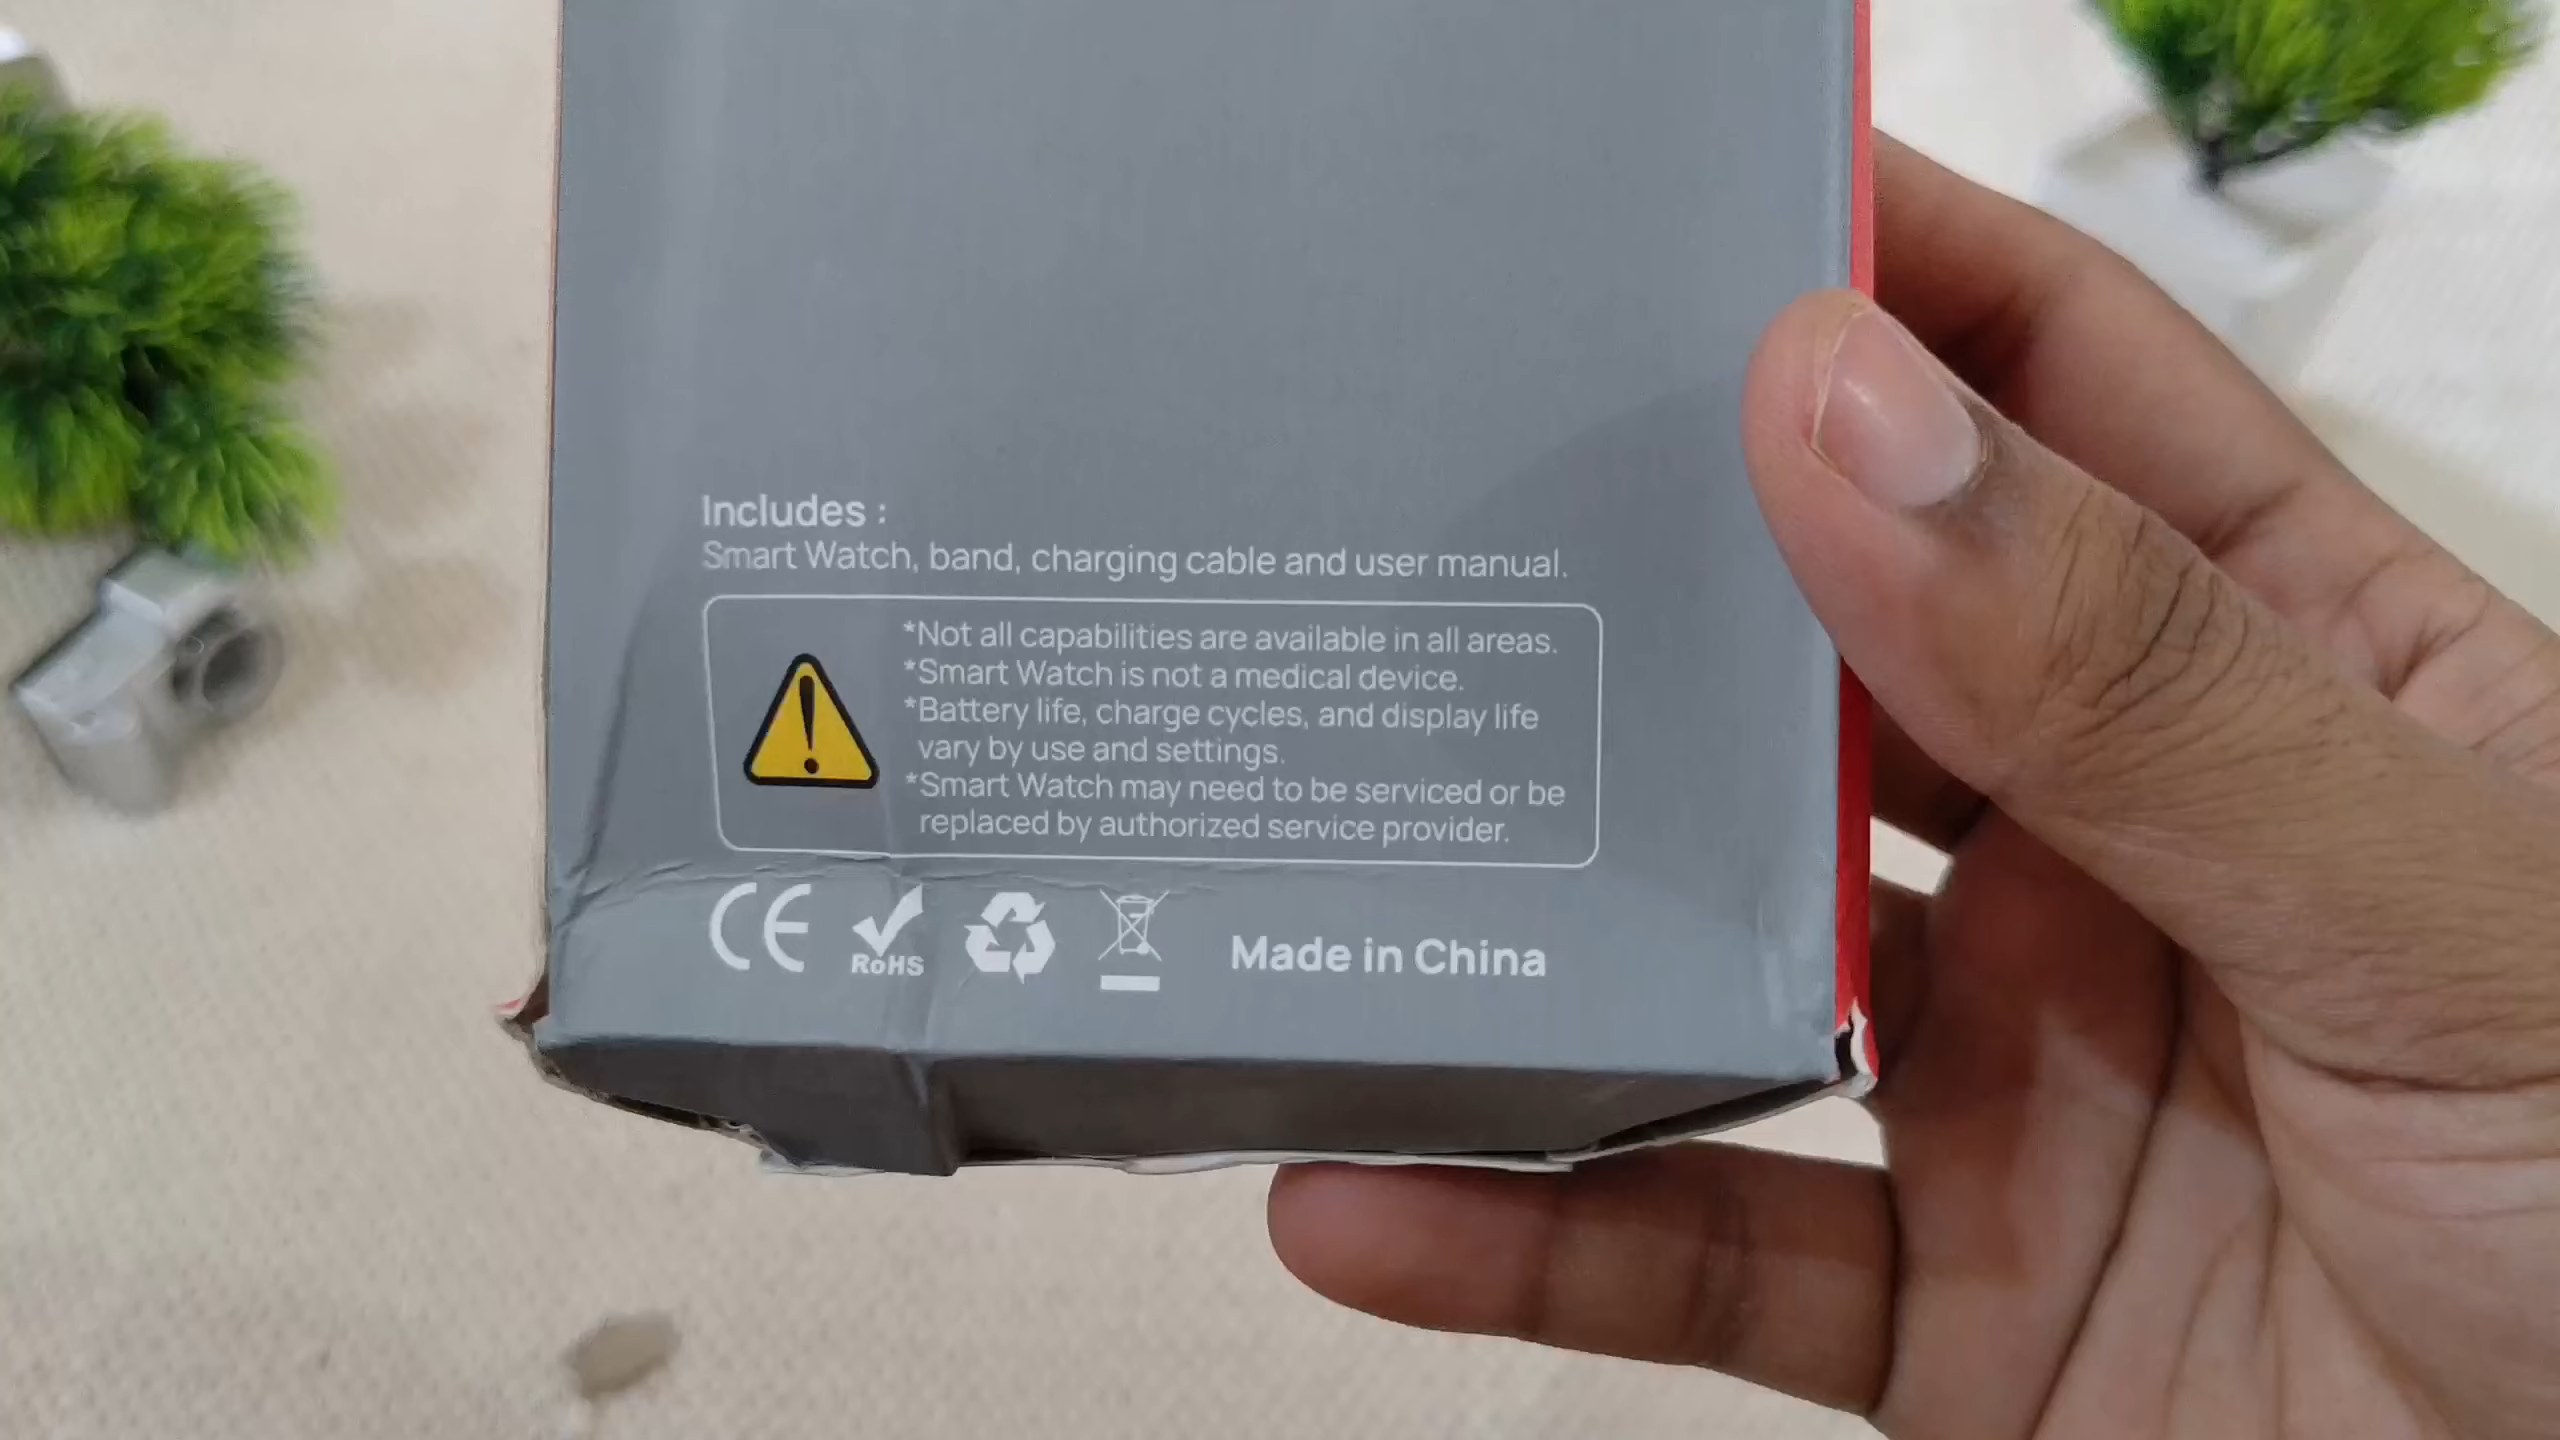 Includes :
Smart Watch, band, charging cable and user manual.
*Not all capabilities are available in all areas.
*Smart Watch is not a medical device.
*Battery life, charge cycles, and display life
vary by use and settings.
*Smart Watch may need to be serviced or be
replaced by authorized service provider.
CE RoHS Made in China